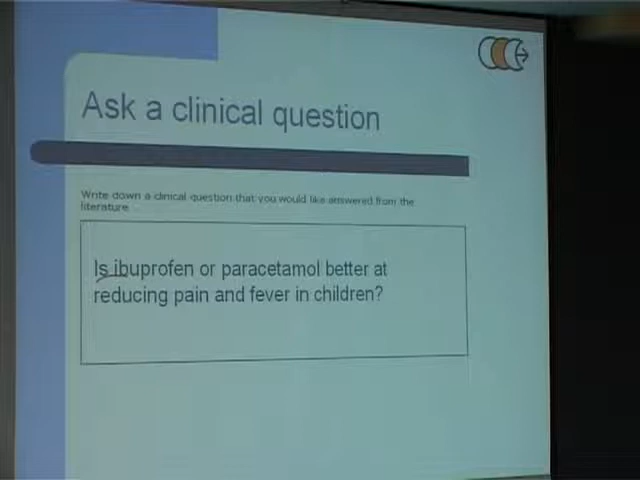 Ask a clinical question
Write down a clinical question that you would like answered from the
literature
Is ibuprofen or paracetamol better at
reducing pain and fever in children?